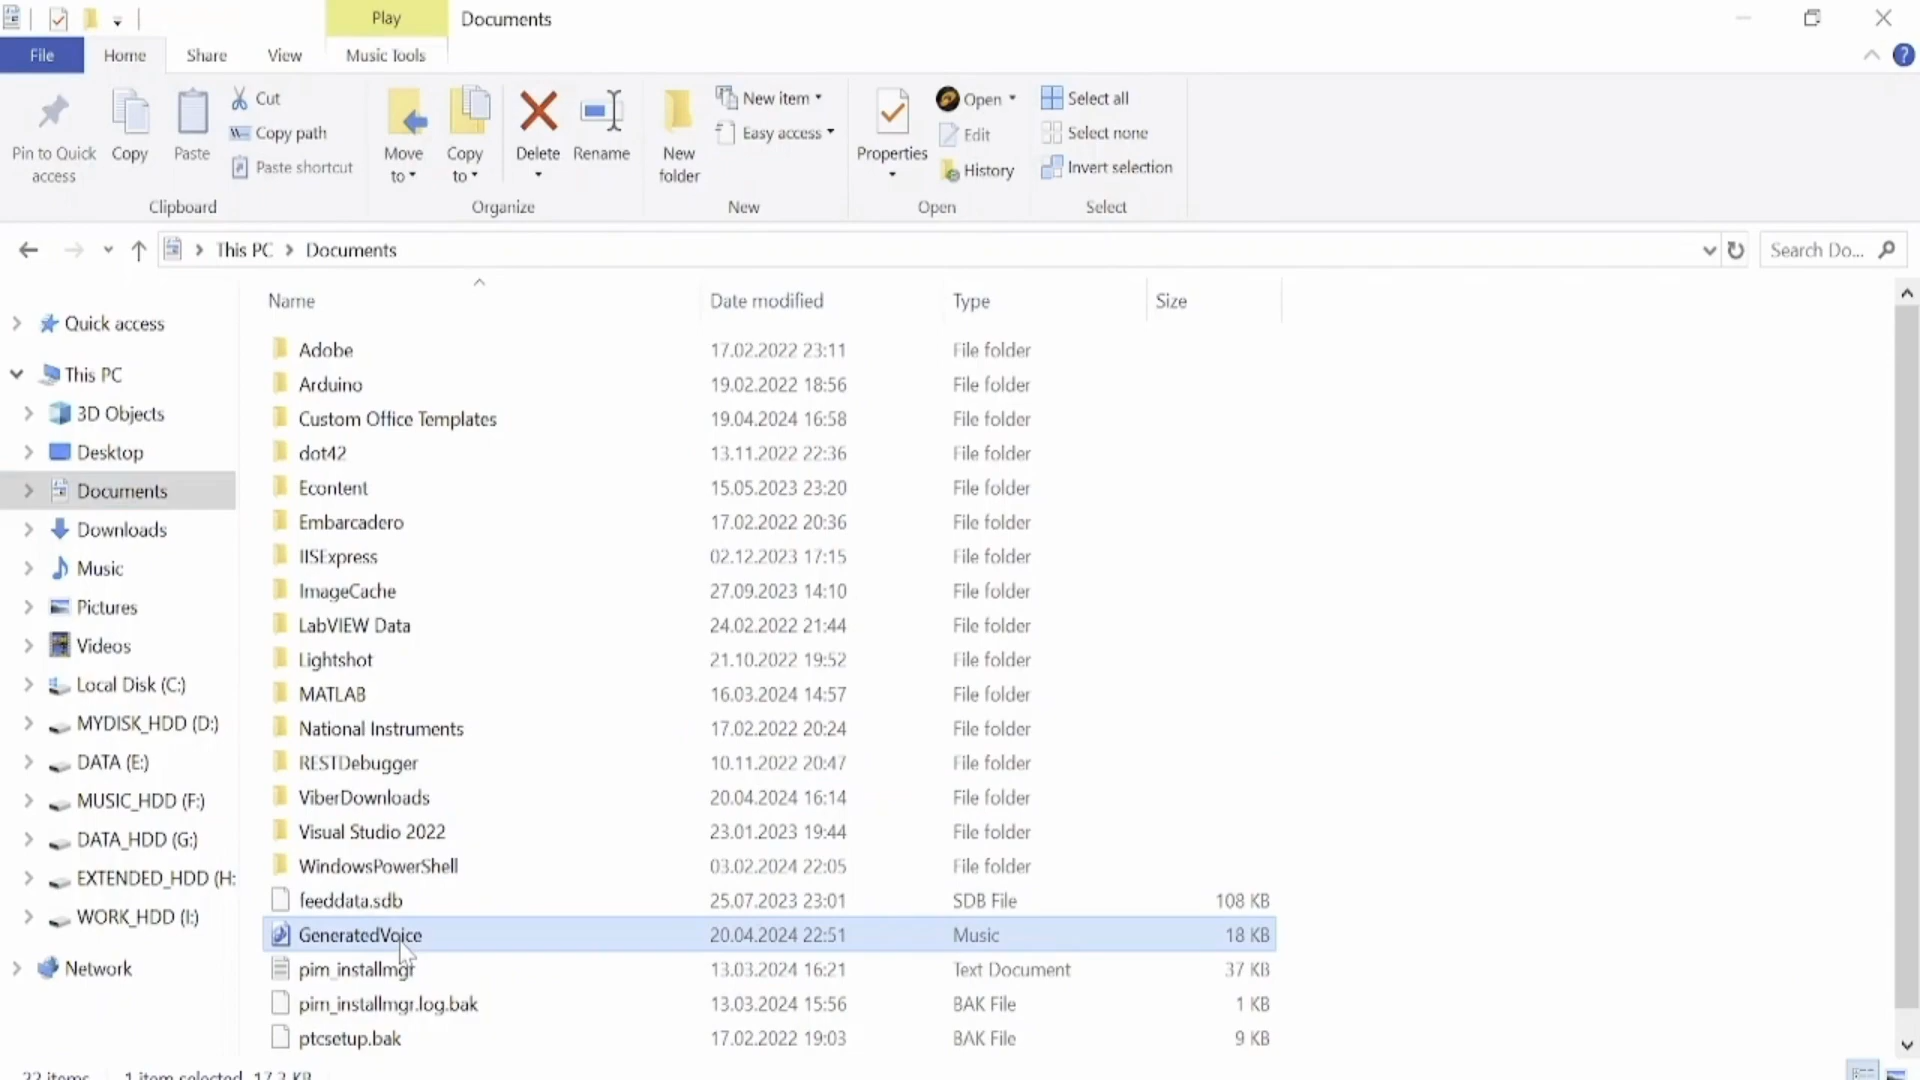 Play
Documents
File
Home
Share
View
Music Tools
Pin to Quick access
Copy
Paste
Cut
Copy path
Paste shortcut
Clipboard
Move to
Copy to
Delete
Rename
Organize
New folder
New item
Easy access
New
Properties
Open
Edit
History
Open
Select all
Select none
Invert selection
Select
This PC > Documents
Search Do...
Quick access
This PC
3D Objects
Desktop
Documents
Downloads
Music
Pictures
Videos
Local Disk (C:)
MYDISK_HDD (D:)
DATA (E:)
MUSIC_HDD (F:)
DATA_HDD (G:)
EXTENDED_HDD (H:
WORK_HDD (I:)
Network
Name Date modified Type Size
Adobe 17.02.2022 23:11 File folder
Arduino 19.02.2022 18:56 File folder
Custom Office Templates 19.04.2024 16:58 File folder
dot42 13.11.2022 22:36 File folder
Econtent 15.05.2023 23:20 File folder
Embarcadero 17.02.2022 20:36 File folder
IISExpress 02.12.2023 17:15 File folder
ImageCache 27.09.2023 14:10 File folder
LabVIEW Data 24.02.2022 21:44 File folder
Lightshot 21.10.2022 19:52 File folder
MATLAB 16.03.2024 14:57 File folder
National Instruments 17.02.2022 20:24 File folder
RESTDebugger 10.11.2022 20:47 File folder
ViberDownloads 20.04.2024 16:14 File folder
Visual Studio 2022 23.01.2023 19:44 File folder
WindowsPowerShell 03.02.2024 22:05 File folder
feeddata.sdb 25.07.2023 23:01 SDB File 108 KB
GeneratedVoice 20.04.2024 22:51 Music 18 KB
pim_installmgr 13.03.2024 16:21 Text Document 37 KB
pim_installmgr.log.bak 13.03.2024 15:56 BAK File 1 KB
ptcsetup.bak 17.02.2022 19:03 BAK File 9 KB
22 items 1 item selected 17,3 KB